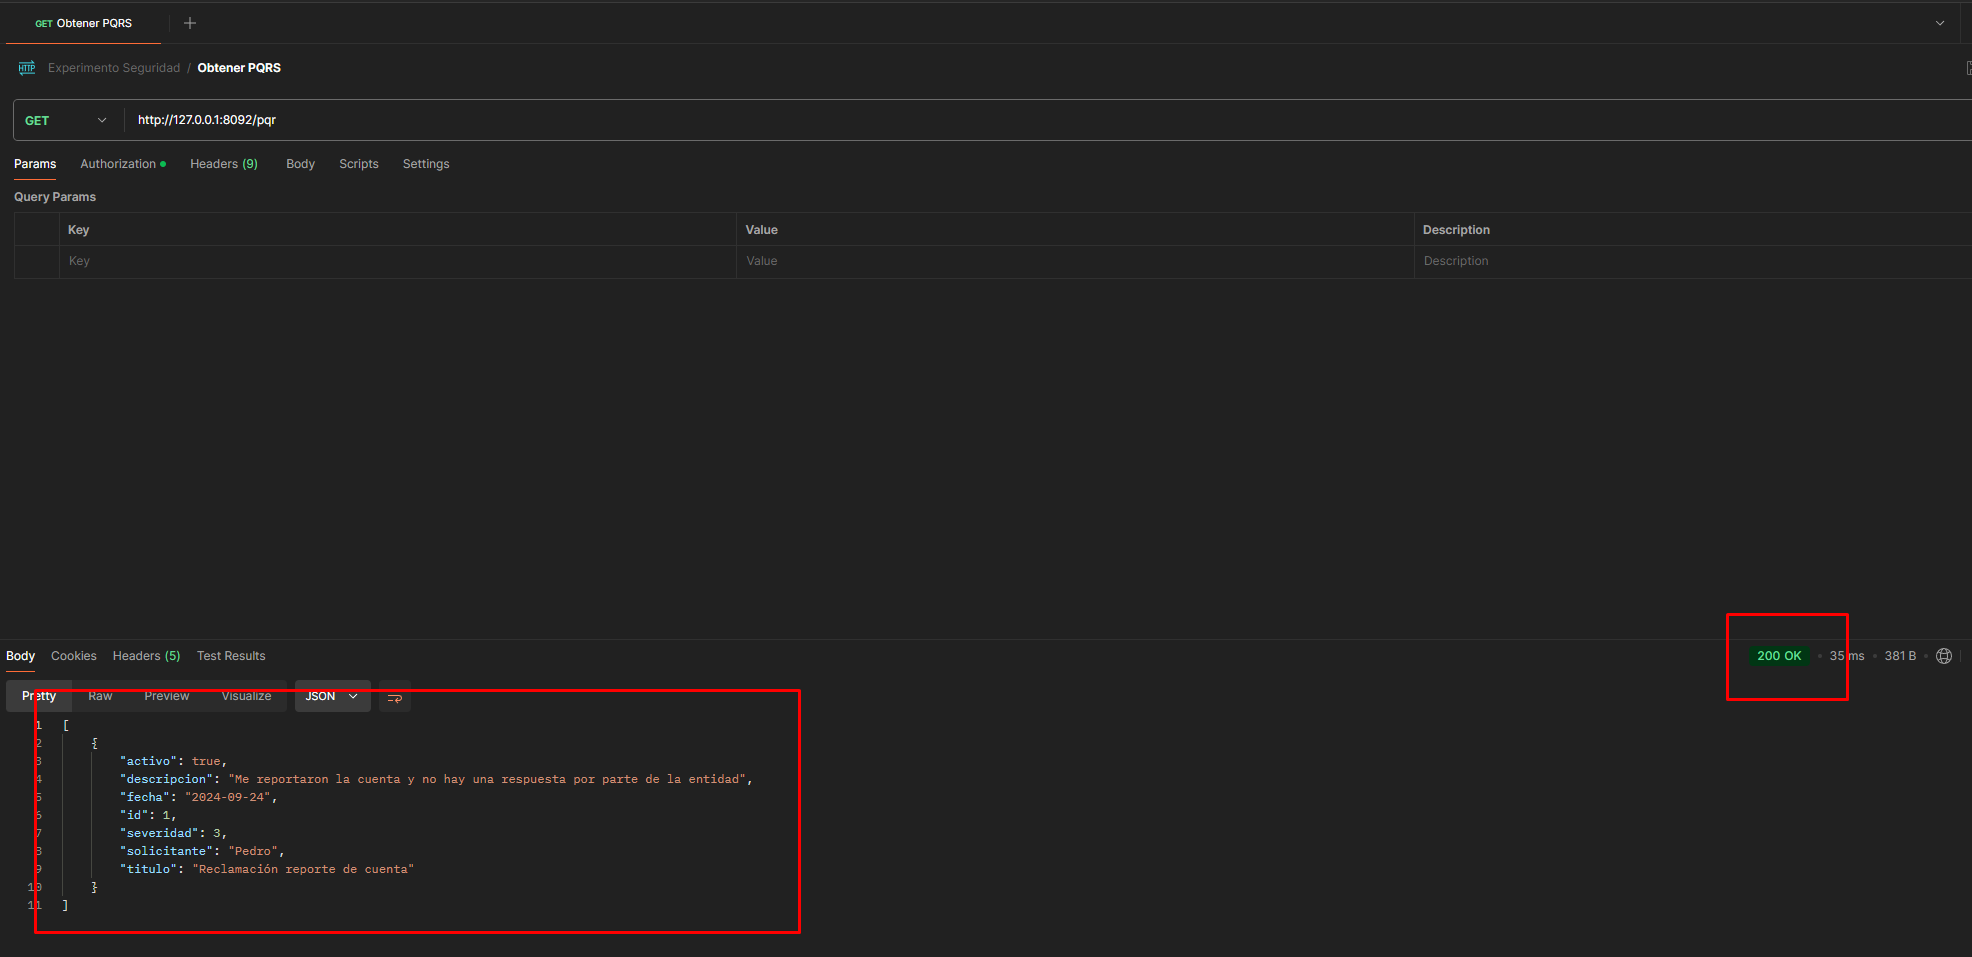 GET Obtener PQRS
HTTP Experimento Seguridad / Obtener PQRS
GET http://127.0.0.1:8092/pqr
Params Authorization Headers (9) Body Scripts Settings
Query Params
Key Value Description
Key Value Description
Body Cookies Headers (5) Test Results 200 OK 35 ms 381 B
Pretty Raw Preview Visualize JSON
1 [
2 {
3 "activo": true,
4 "descripcion": "Me reportaron la cuenta y no hay una respuesta por parte de la entidad",
5 "fecha": "2024-09-24",
6 "id": 1,
7 "severidad": 3,
8 "solicitante": "Pedro",
9 "titulo": "Reclamación reporte de cuenta"
10 }
11 ]